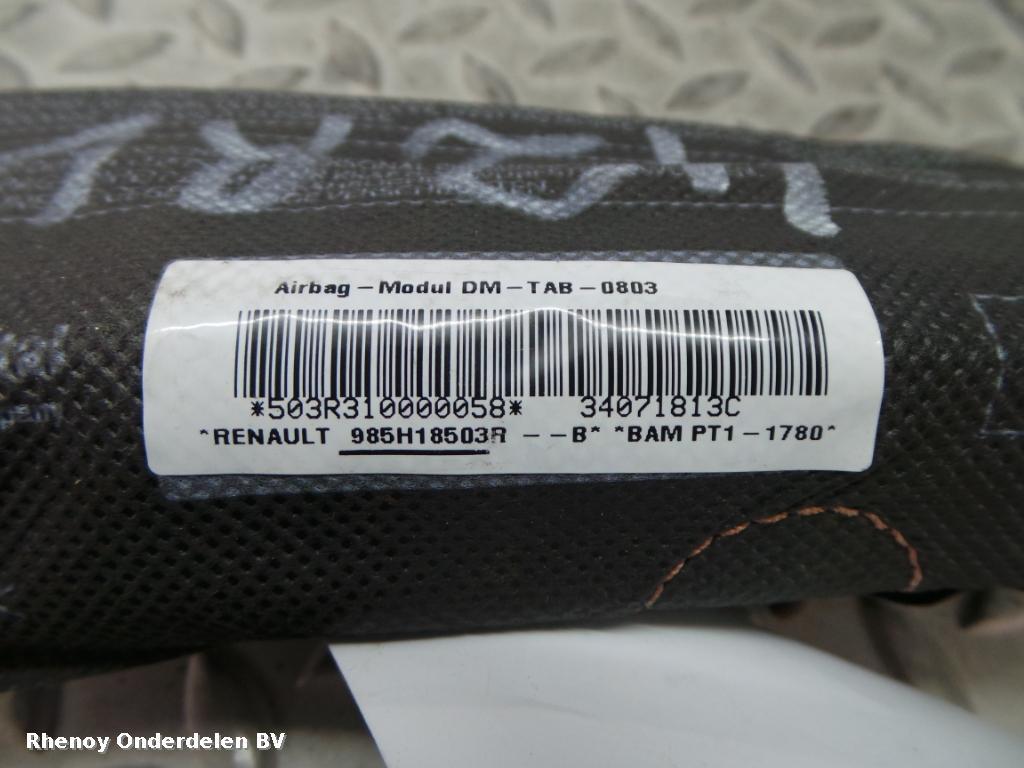 Airbag-Modul DM-TAB-0803
*503R310000058* 34071813C
*RENAULT 985H18503R --B* *BAM PT1-1780*
Rhenoy Onderdelen BV